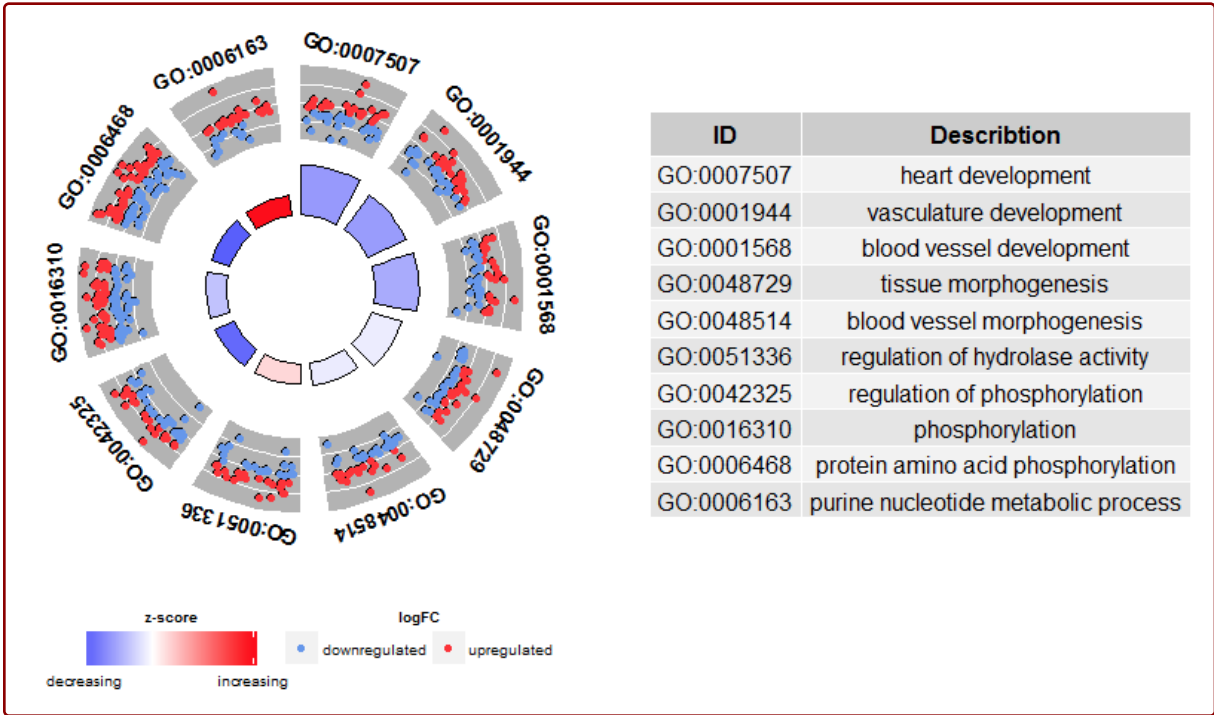 GO:0006163
GO:0007507
GO:0001944
GO:0001568
GO:0048729
GO:0048514
GO:0051336
GO:0042325
GO:0016310
GO:0006468
ID Describtion
GO:0007507 heart development
GO:0001944 vasculature development
GO:0001568 blood vessel development
GO:0048729 tissue morphogenesis
GO:0048514 blood vessel morphogenesis
GO:0051336 regulation of hydrolase activity
GO:0042325 regulation of phosphorylation
GO:0016310 phosphorylation
GO:0006468 protein amino acid phosphorylation
GO:0006163 purine nucleotide metabolic process
z-score logFC
downregulated upregulated
decreasing increasing